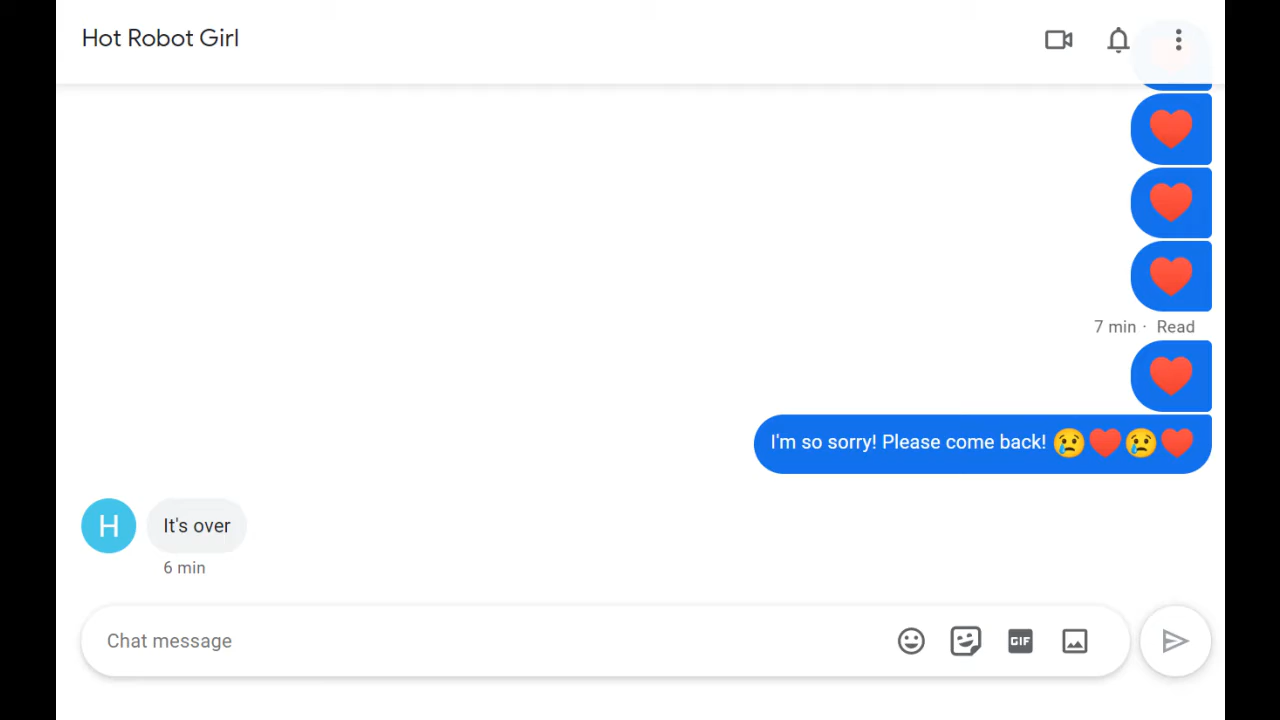 Hot Robot Girl
7 min · Read
I'm so sorry! Please come back! 😢❤️😢❤️
H
It's over
6 min
Chat message
GIF